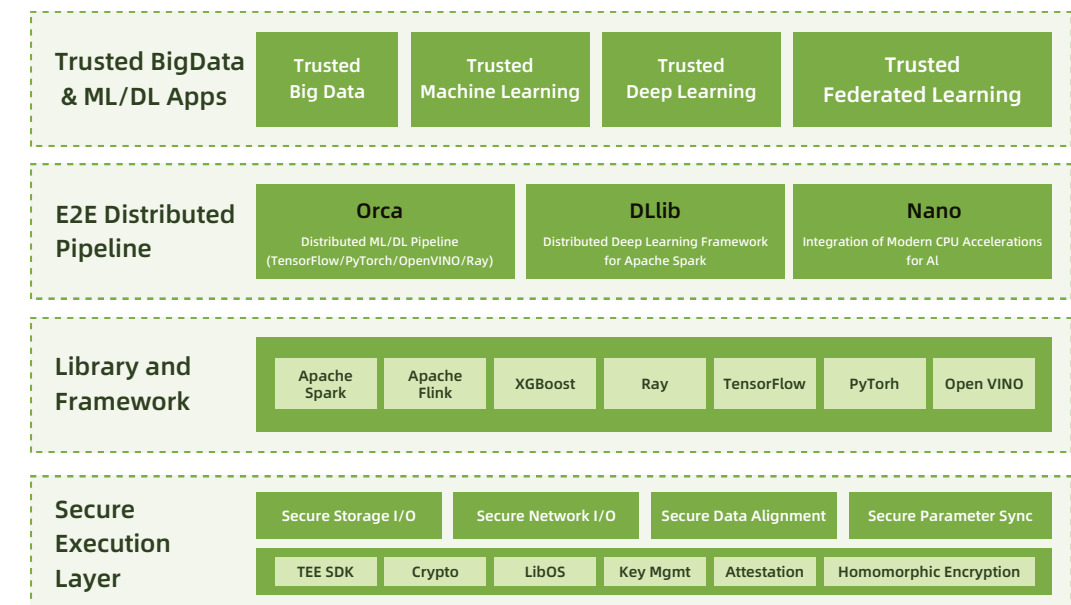 Trusted BigData
& ML/DL Apps
Trusted
Big Data
Trusted
Machine Learning
Trusted
Deep Learning
Trusted
Federated Learning
E2E Distributed
Pipeline
Orca
Distributed ML/DL Pipeline
(TensorFlow/PyTorch/OpenVINO/Ray)
DLlib
Distributed Deep Learning Framework
for Apache Spark
Nano
Integration of Modern CPU Accelerations
for Al
Library and
Framework
Apache
Spark
Apache
Flink
XGBoost
Ray
TensorFlow
PyTorh
Open VINO
Secure
Execution
Layer
Secure Storage I/O
Secure Network I/O
Secure Data Alignment
Secure Parameter Sync
TEE SDK
Crypto
LibOS
Key Mgmt
Attestation
Homomorphic Encryption